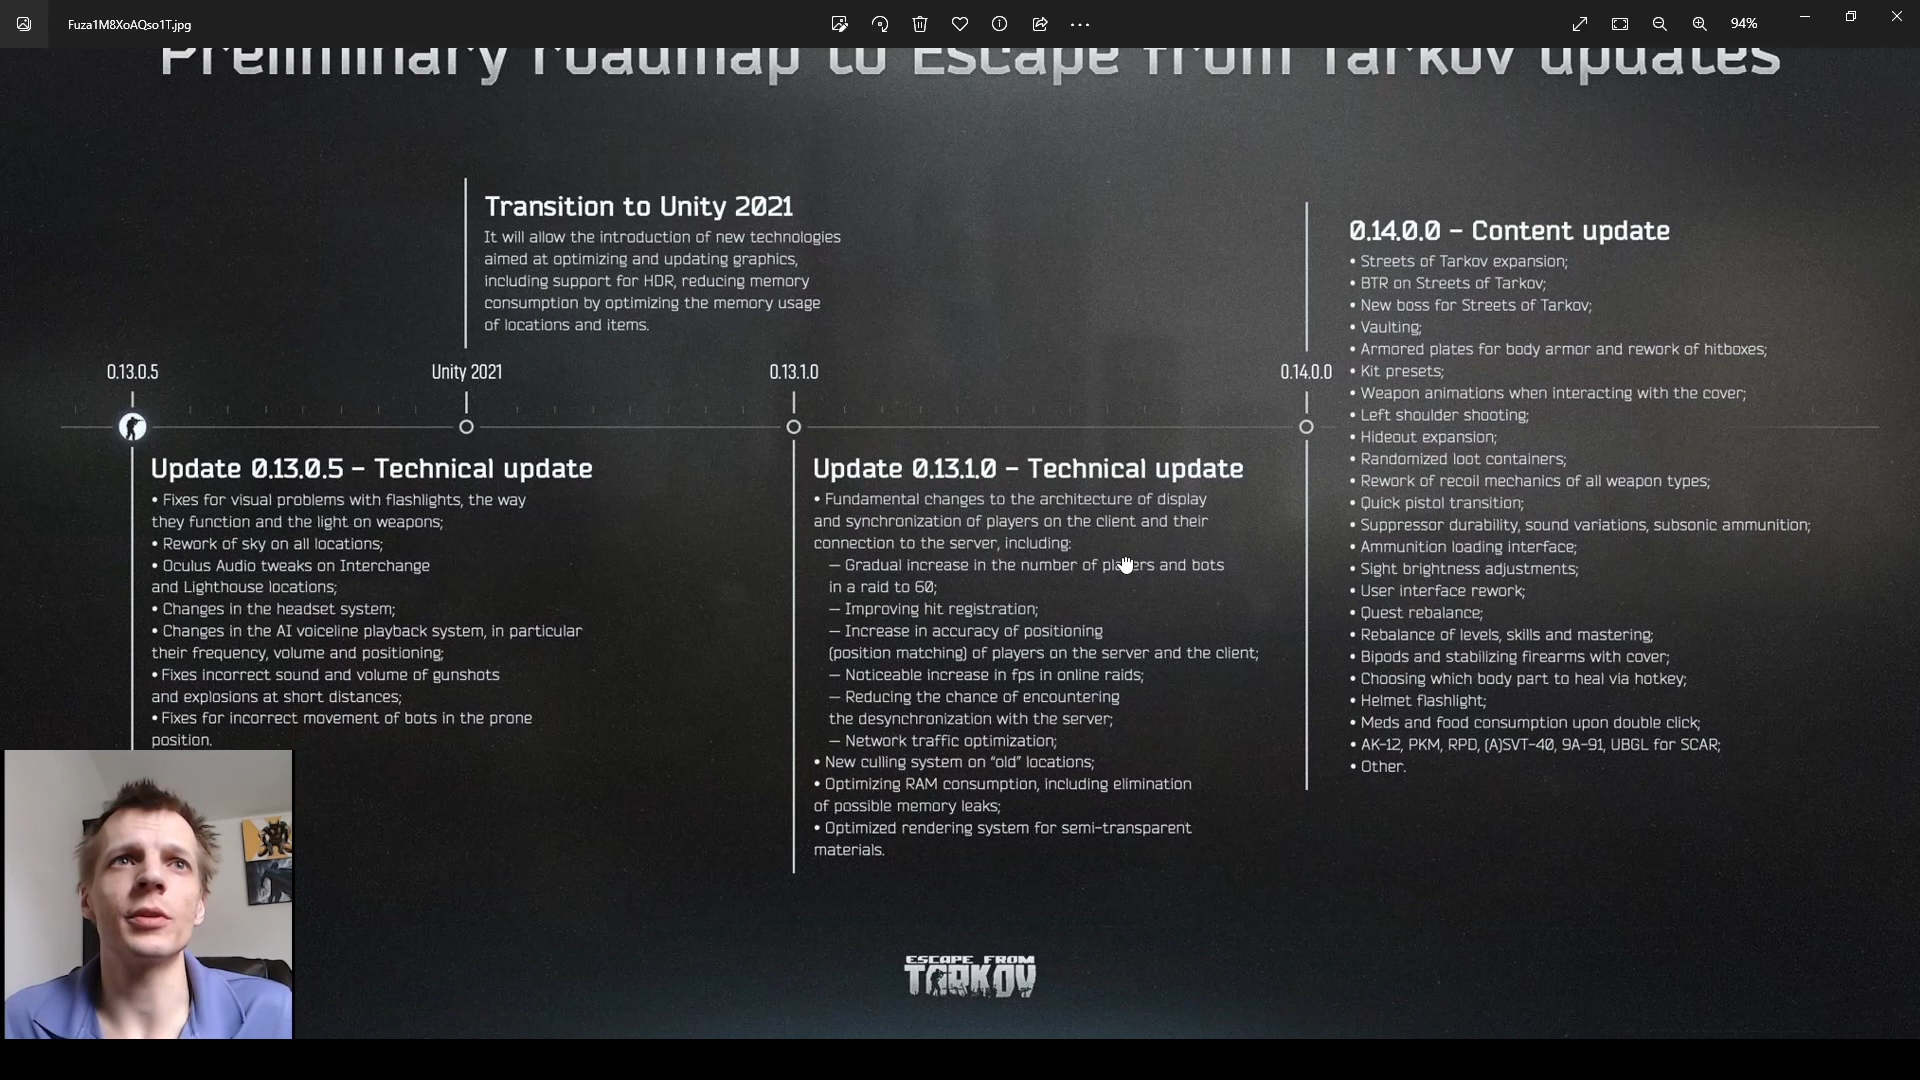 Fuza1M8XoAQso1T.jpg
94%
Preliminary roadmap to Escape from Tarkov updates
Transition to Unity 2021
It will allow the introduction of new technologies
aimed at optimizing and updating graphics,
including support for HDR, reducing memory
consumption by optimizing the memory usage
of locations and items.
0.13.0.5
Unity 2021
0.13.1.0
0.14.0.0
Update 0.13.0.5 – Technical update
• Fixes for visual problems with flashlights, the way
they function and the light on weapons;
• Rework of sky on all locations;
• Oculus Audio tweaks on Interchange
and Lighthouse locations;
• Changes in the headset system;
• Changes in the AI voiceline playback system, in particular
their frequency, volume and positioning;
• Fixes incorrect sound and volume of gunshots
and explosions at short distances;
• Fixes for incorrect movement of bots in the prone
position.
Update 0.13.1.0 – Technical update
• Fundamental changes to the architecture of display
and synchronization of players on the client and their
connection to the server, including:
– Gradual increase in the number of players and bots
in a raid to 60;
– Improving hit registration;
– Increase in accuracy of positioning
(position matching) of players on the server and the client;
– Noticeable increase in fps in online raids;
– Reducing the chance of encountering
the desynchronization with the server;
– Network traffic optimization;
• New culling system on "old" locations;
• Optimizing RAM consumption, including elimination
of possible memory leaks;
• Optimized rendering system for semi-transparent
materials.
0.14.0.0 – Content update
• Streets of Tarkov expansion;
• BTR on Streets of Tarkov;
• New boss for Streets of Tarkov;
• Vaulting;
• Armored plates for body armor and rework of hitboxes;
• Kit presets;
• Weapon animations when interacting with the cover;
• Left shoulder shooting;
• Hideout expansion;
• Randomized loot containers;
• Rework of recoil mechanics of all weapon types;
• Quick pistol transition;
• Suppressor durability, sound variations, subsonic ammunition;
• Ammunition loading interface;
• Sight brightness adjustments;
• User interface rework;
• Quest rebalance;
• Rebalance of levels, skills and mastering;
• Bipods and stabilizing firearms with cover;
• Choosing which body part to heal via hotkey;
• Helmet flashlight;
• Meds and food consumption upon double click;
• AK-12, PKM, RPD, (A)SVT-40, 9A-91, UBGL for SCAR;
• Other.
ESCAPE FROM
TARKOV